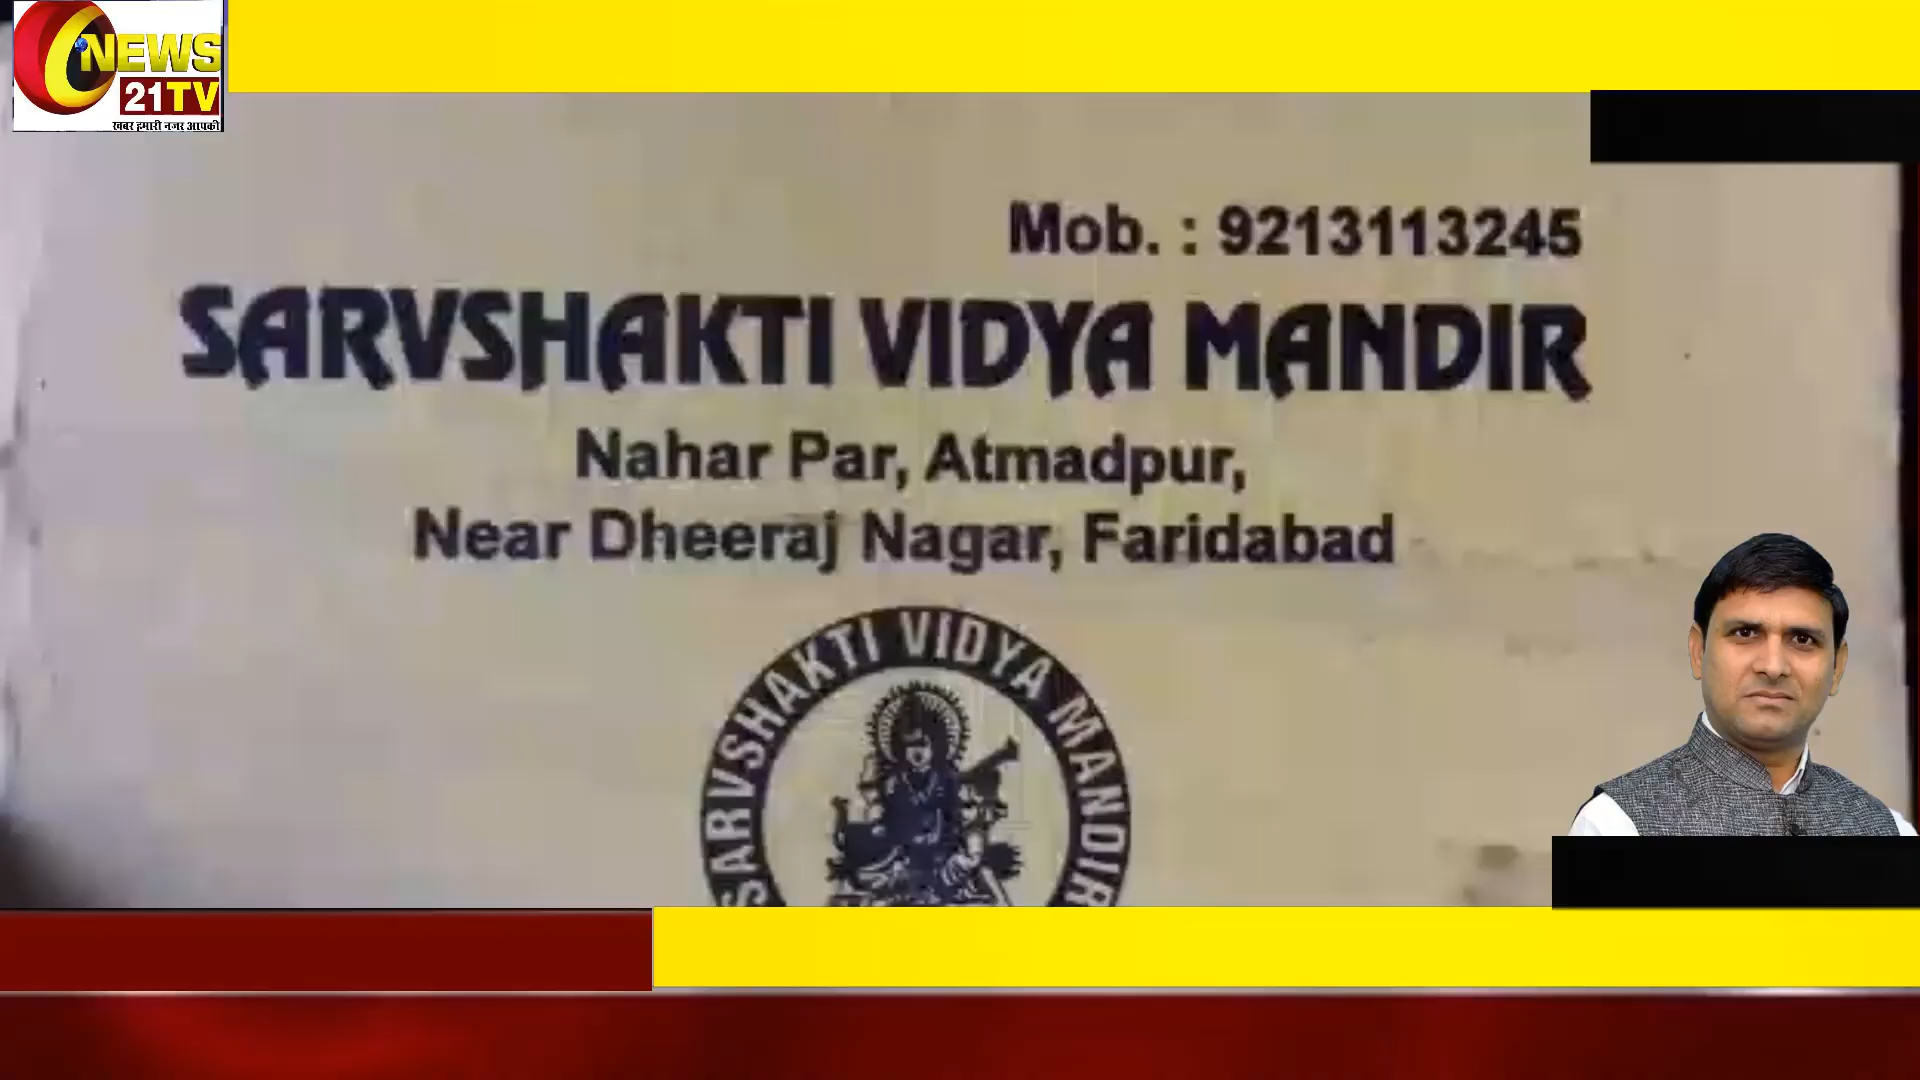 NEWS
21TV
खबर हमारी नजर आपकी
Mob. : 9213113245
SARVSHAKTI VIDYA MANDIR
Nahar Par, Atmadpur,
Near Dheeraj Nagar, Faridabad
SARVSHAKTI VIDYA MANDIR